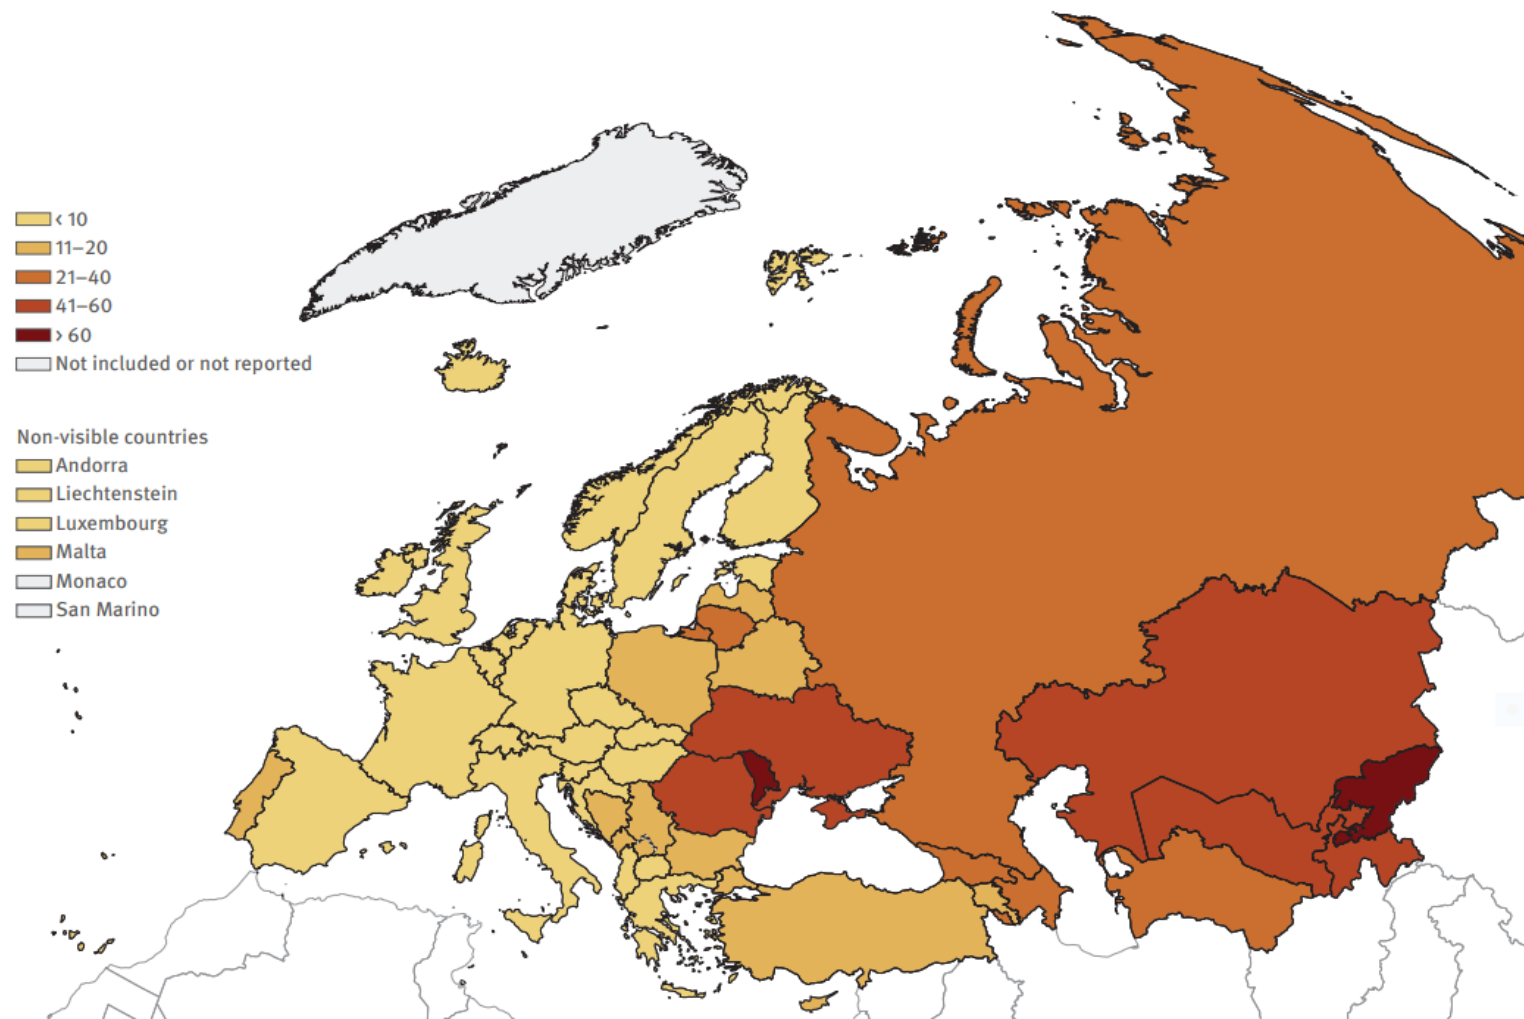 < 10
11–20
21–40
41–60
> 60
Not included or not reported
Non-visible countries
Andorra
Liechtenstein
Luxembourg
Malta
Monaco
San Marino